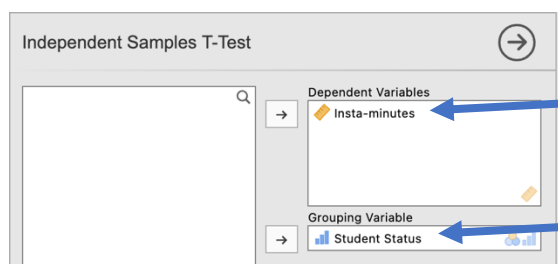 Independent Samples T-Test
Dependent Variables
Insta-minutes
Grouping Variable
Student Status